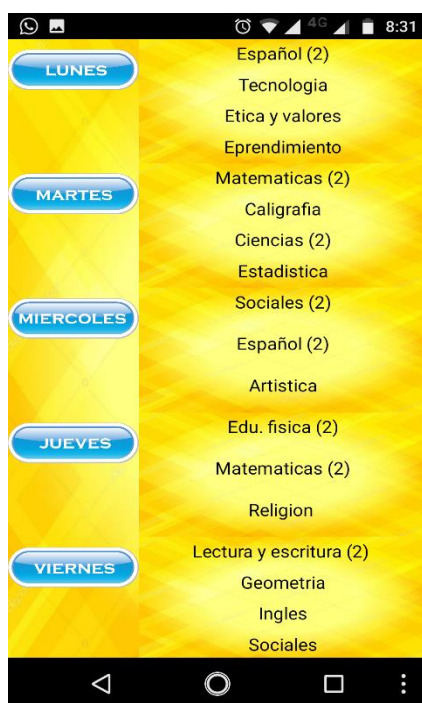 4G 8:31
LUNES
Español (2)
Tecnologia
Etica y valores
Eprendimiento
MARTES
Matematicas (2)
Caligrafia
Ciencias (2)
Estadistica
MIERCOLES
Sociales (2)
Español (2)
Artistica
JUEVES
Edu. fisica (2)
Matematicas (2)
Religion
VIERNES
Lectura y escritura (2)
Geometria
Ingles
Sociales